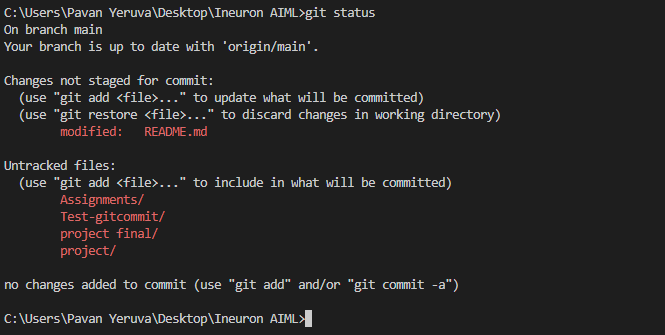 C:\Users\Pavan Yeruva\Desktop\Ineuron AIML>git status
On branch main
Your branch is up to date with 'origin/main'.

Changes not staged for commit:
  (use "git add <file>..." to update what will be committed)
  (use "git restore <file>..." to discard changes in working directory)
        modified:   README.md

Untracked files:
  (use "git add <file>..." to include in what will be committed)
        Assignments/
        Test-gitcommit/
        project final/
        project/

no changes added to commit (use "git add" and/or "git commit -a")

C:\Users\Pavan Yeruva\Desktop\Ineuron AIML>